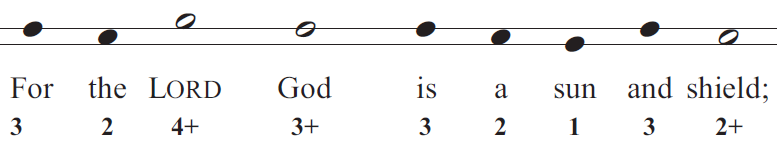 For the LORD God is a sun and shield;
3 2 4+ 3+ 3 2 1 3 2+